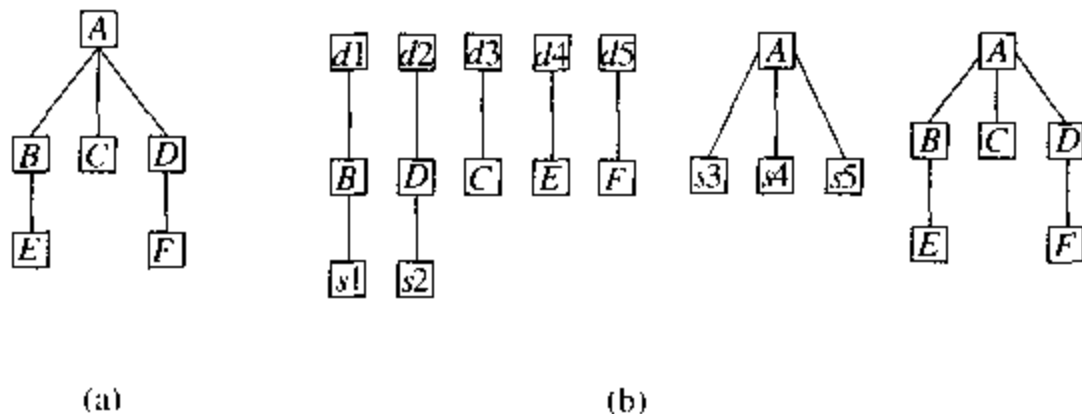 A
B C D
E F
(a)
d1 d2 d3 d4 d5 A A
B D C E F s3 s4 s5 B C D
s1 s2 E F
(b)